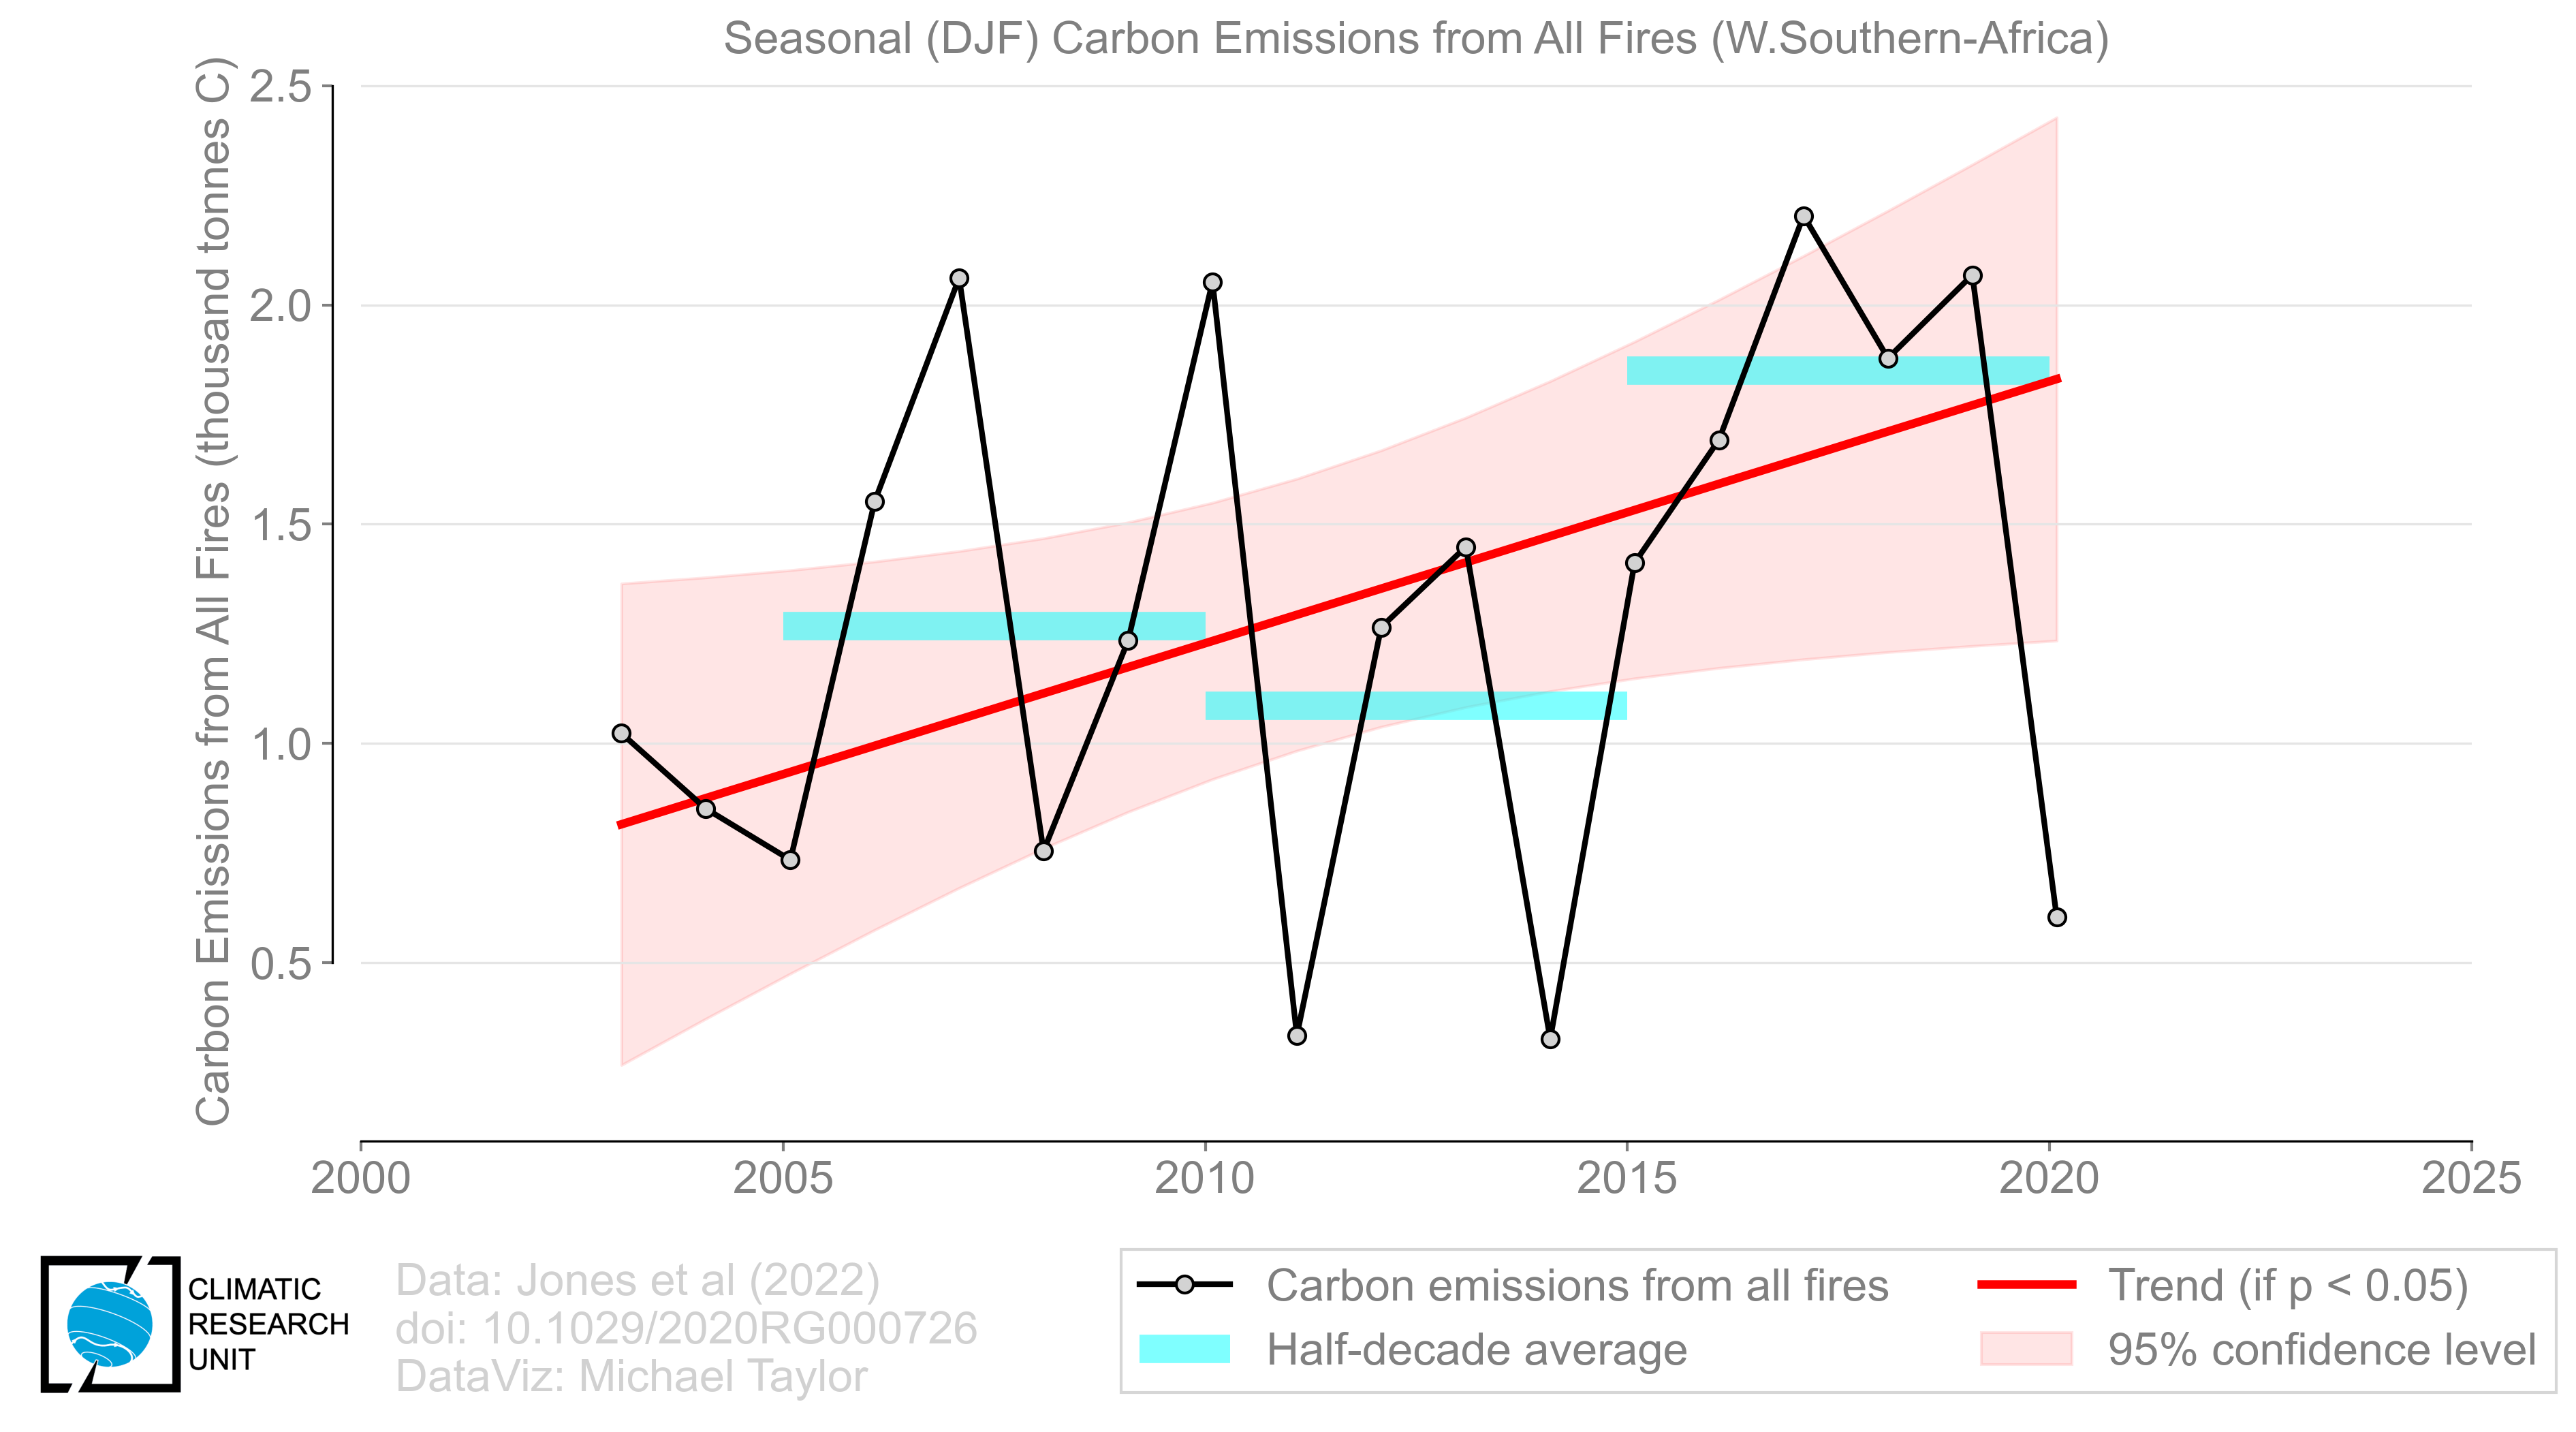 Seasonal (DJF) Carbon Emissions from All Fires (W.Southern-Africa)
Carbon Emissions from All Fires (thousand tonnes C)
2.5
2.0
1.5
1.0
0.5
2000
2005
2010
2015
2020
2025
CLIMATIC
RESEARCH
UNIT
Data: Jones et al (2022)
doi: 10.1029/2020RG000726
DataViz: Michael Taylor
Carbon emissions from all fires
Half-decade average
Trend (if p < 0.05)
95% confidence level